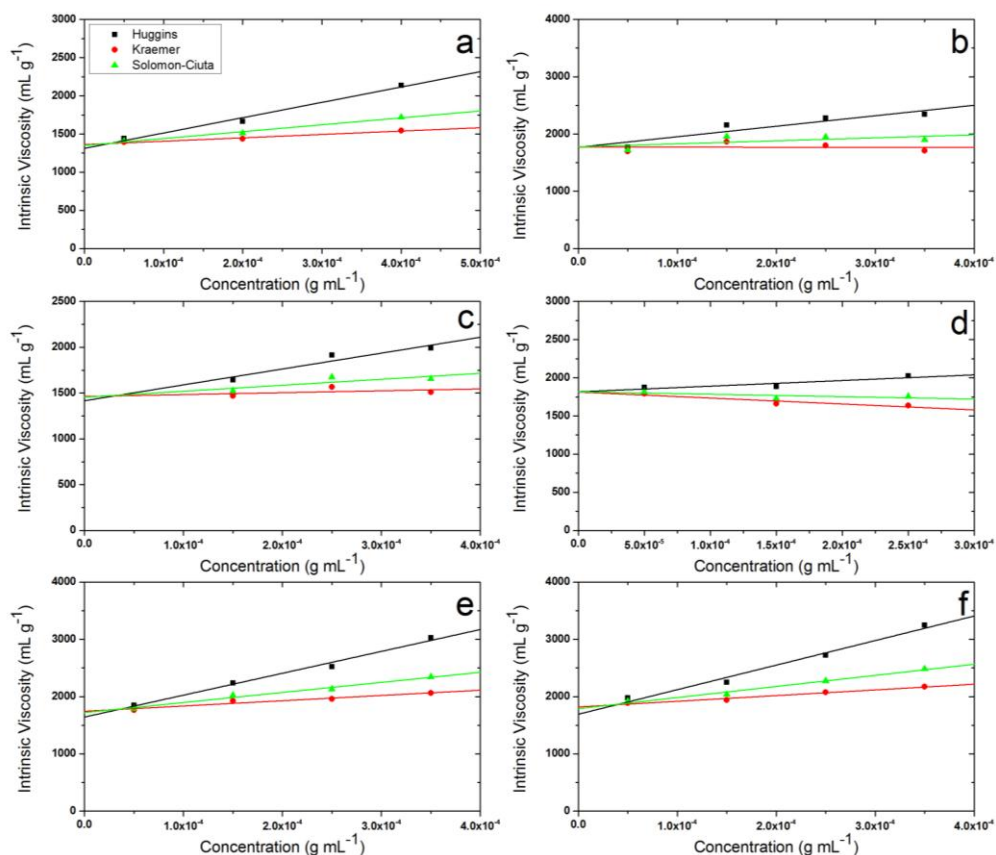 a
Huggins
Kraemer
Solomon-Ciuta
Intrinsic Viscosity (mL g⁻¹)
3000
2500
2000
1500
1000
500
0
0.0 1.0x10⁻⁴ 2.0x10⁻⁴ 3.0x10⁻⁴ 4.0x10⁻⁴ 5.0x10⁻⁴
Concentration (g mL⁻¹)
b
Intrinsic Viscosity (mL g⁻¹)
4000
3000
2000
1000
0
0.0 1.0x10⁻⁴ 2.0x10⁻⁴ 3.0x10⁻⁴ 4.0x10⁻⁴
Concentration (g mL⁻¹)
c
Intrinsic Viscosity (mL g⁻¹)
2500
2000
1500
1000
500
0
0.0 1.0x10⁻⁴ 2.0x10⁻⁴ 3.0x10⁻⁴ 4.0x10⁻⁴
Concentration (g mL⁻¹)
d
Intrinsic Viscosity (mL g⁻¹)
3000
2500
2000
1500
1000
500
0
0.0 5.0x10⁻⁵ 1.0x10⁻⁴ 1.5x10⁻⁴ 2.0x10⁻⁴ 2.5x10⁻⁴ 3.0x10⁻⁴
Concentration (g mL⁻¹)
e
Intrinsic Viscosity (mL g⁻¹)
4000
3000
2000
1000
0
0.0 1.0x10⁻⁴ 2.0x10⁻⁴ 3.0x10⁻⁴ 4.0x10⁻⁴
Concentration (g mL⁻¹)
f
Intrinsic Viscosity (mL g⁻¹)
4000
3000
2000
1000
0
0.0 1.0x10⁻⁴ 2.0x10⁻⁴ 3.0x10⁻⁴ 4.0x10⁻⁴
Concentration (g mL⁻¹)